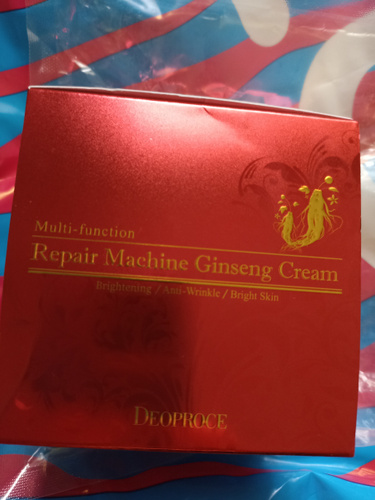 Multi-function
Repair Machine Ginseng Cream
Brightening / Anti-Wrinkle / Bright Skin
DEOPROCE